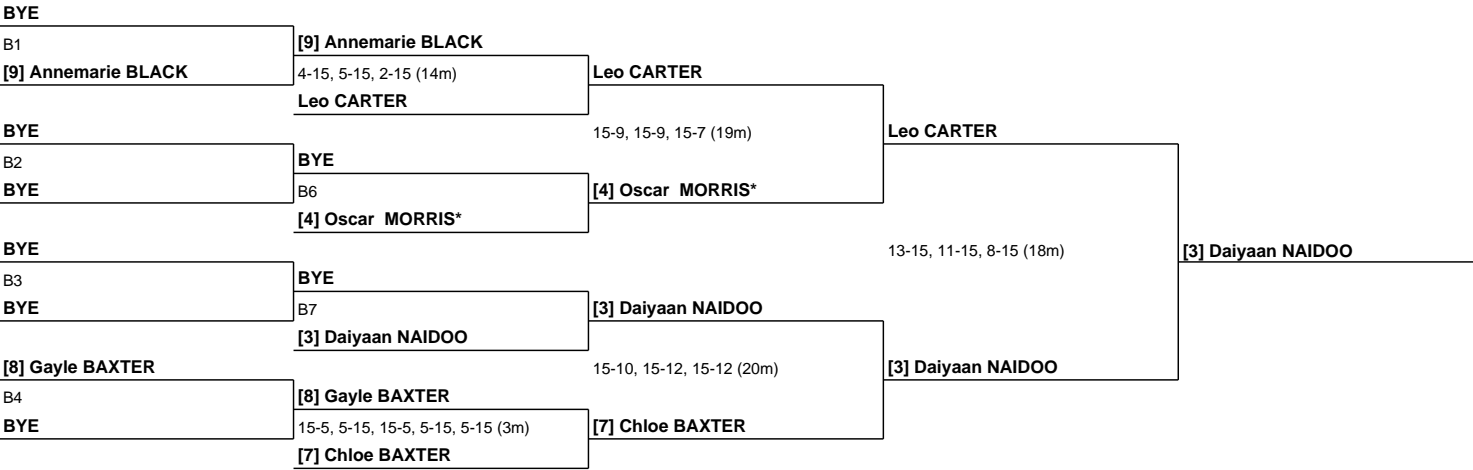 BYE
B1
[9] Annemarie BLACK
[9] Annemarie BLACK
4-15, 5-15, 2-15 (14m)
Leo CARTER
Leo CARTER
BYE
B2
BYE
15-9, 15-9, 15-7 (19m)
Leo CARTER
BYE
B6
[4] Oscar  MORRIS*
[4] Oscar  MORRIS*
BYE
B3
BYE
13-15, 11-15, 8-15 (18m)
[3] Daiyaan NAIDOO
BYE
B7
[3] Daiyaan NAIDOO
[3] Daiyaan NAIDOO
[8] Gayle BAXTER
B4
BYE
15-10, 15-12, 15-12 (20m)
[3] Daiyaan NAIDOO
[8] Gayle BAXTER
15-5, 5-15, 15-5, 5-15, 5-15 (3m)
[7] Chloe BAXTER
[7] Chloe BAXTER